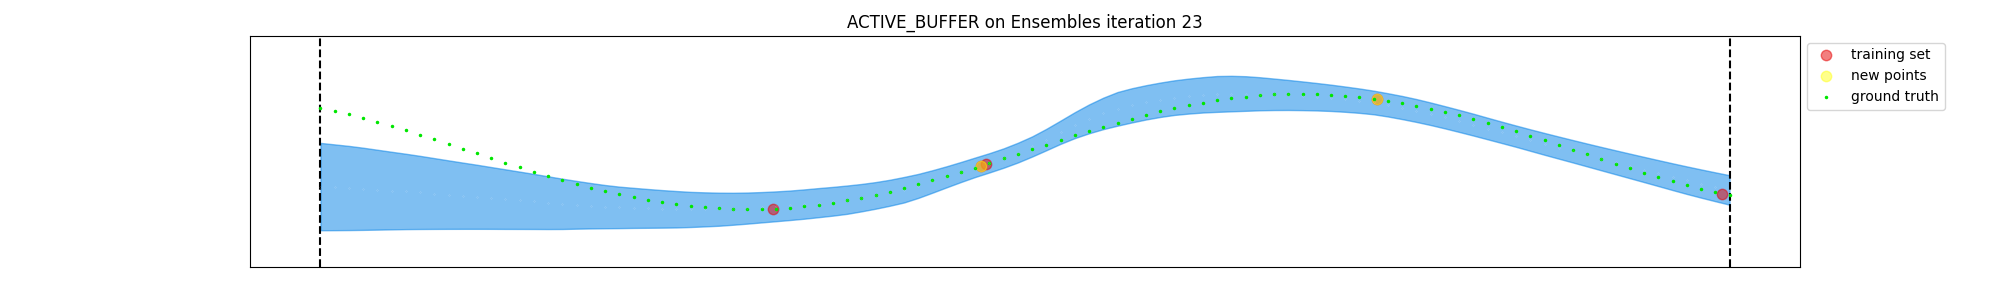 ACTIVE_BUFFER on Ensembles iteration 23
training set
new points
ground truth